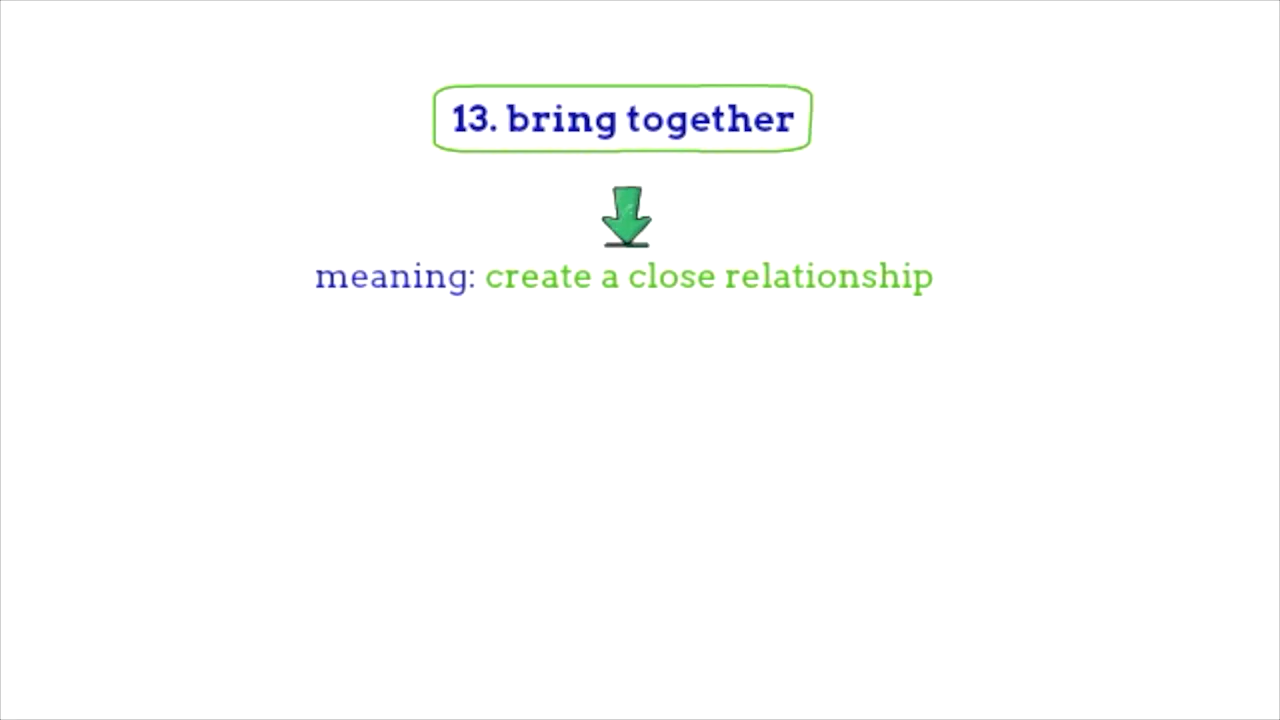 13. bring together
meaning: create a close relationship